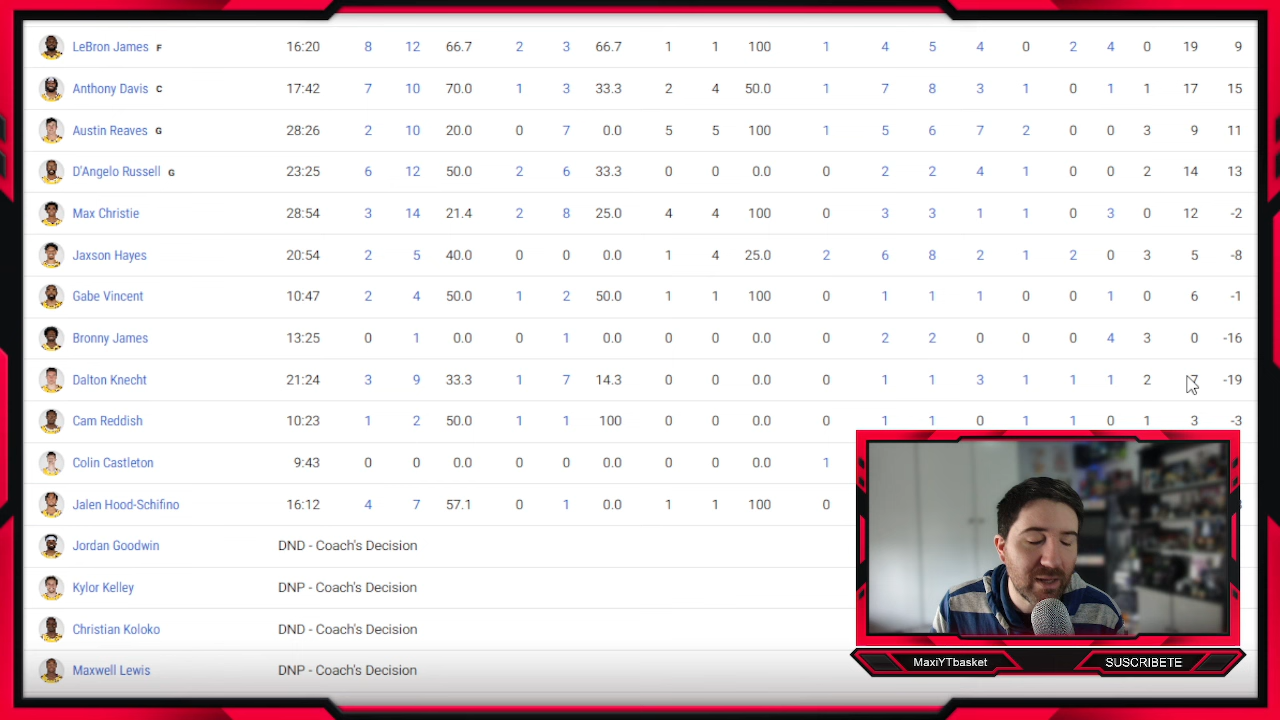 LeBron James F 16:20 8 12 66.7 2 3 66.7 1 1 100 1 4 5 4 0 2 4 0 19 9
Anthony Davis C 17:42 7 10 70.0 1 3 33.3 2 4 50.0 1 7 8 3 1 0 1 1 17 15
Austin Reaves G 28:26 2 10 20.0 0 7 0.0 5 5 100 1 5 6 7 2 0 0 3 9 11
D'Angelo Russell G 23:25 6 12 50.0 2 6 33.3 0 0 0.0 0 2 2 4 1 0 0 2 14 13
Max Christie 28:54 3 14 21.4 2 8 25.0 4 4 100 0 3 3 1 1 0 3 0 12 -2
Jaxson Hayes 20:54 2 5 40.0 0 0 0.0 1 4 25.0 2 6 8 2 1 2 0 3 5 -8
Gabe Vincent 10:47 2 4 50.0 1 2 50.0 1 1 100 0 1 1 1 0 0 1 0 6 -1
Bronny James 13:25 0 1 0.0 0 1 0.0 0 0 0.0 0 2 2 0 0 0 4 3 0 -16
Dalton Knecht 21:24 3 9 33.3 1 7 14.3 0 0 0.0 0 1 1 3 1 1 1 2 7 -19
Cam Reddish 10:23 1 2 50.0 1 1 100 0 0 0.0 0 1 1 0 1 1 0 1 3 -3
Colin Castleton 9:43 0 0 0.0 0 0 0.0 0 0 0.0 1
Jalen Hood-Schifino 16:12 4 7 57.1 0 1 0.0 1 1 100 0
Jordan Goodwin DND - Coach's Decision
Kylor Kelley DNP - Coach's Decision
Christian Koloko DND - Coach's Decision
Maxwell Lewis DNP - Coach's Decision
MaxiYTbasket SUSCRIBETE